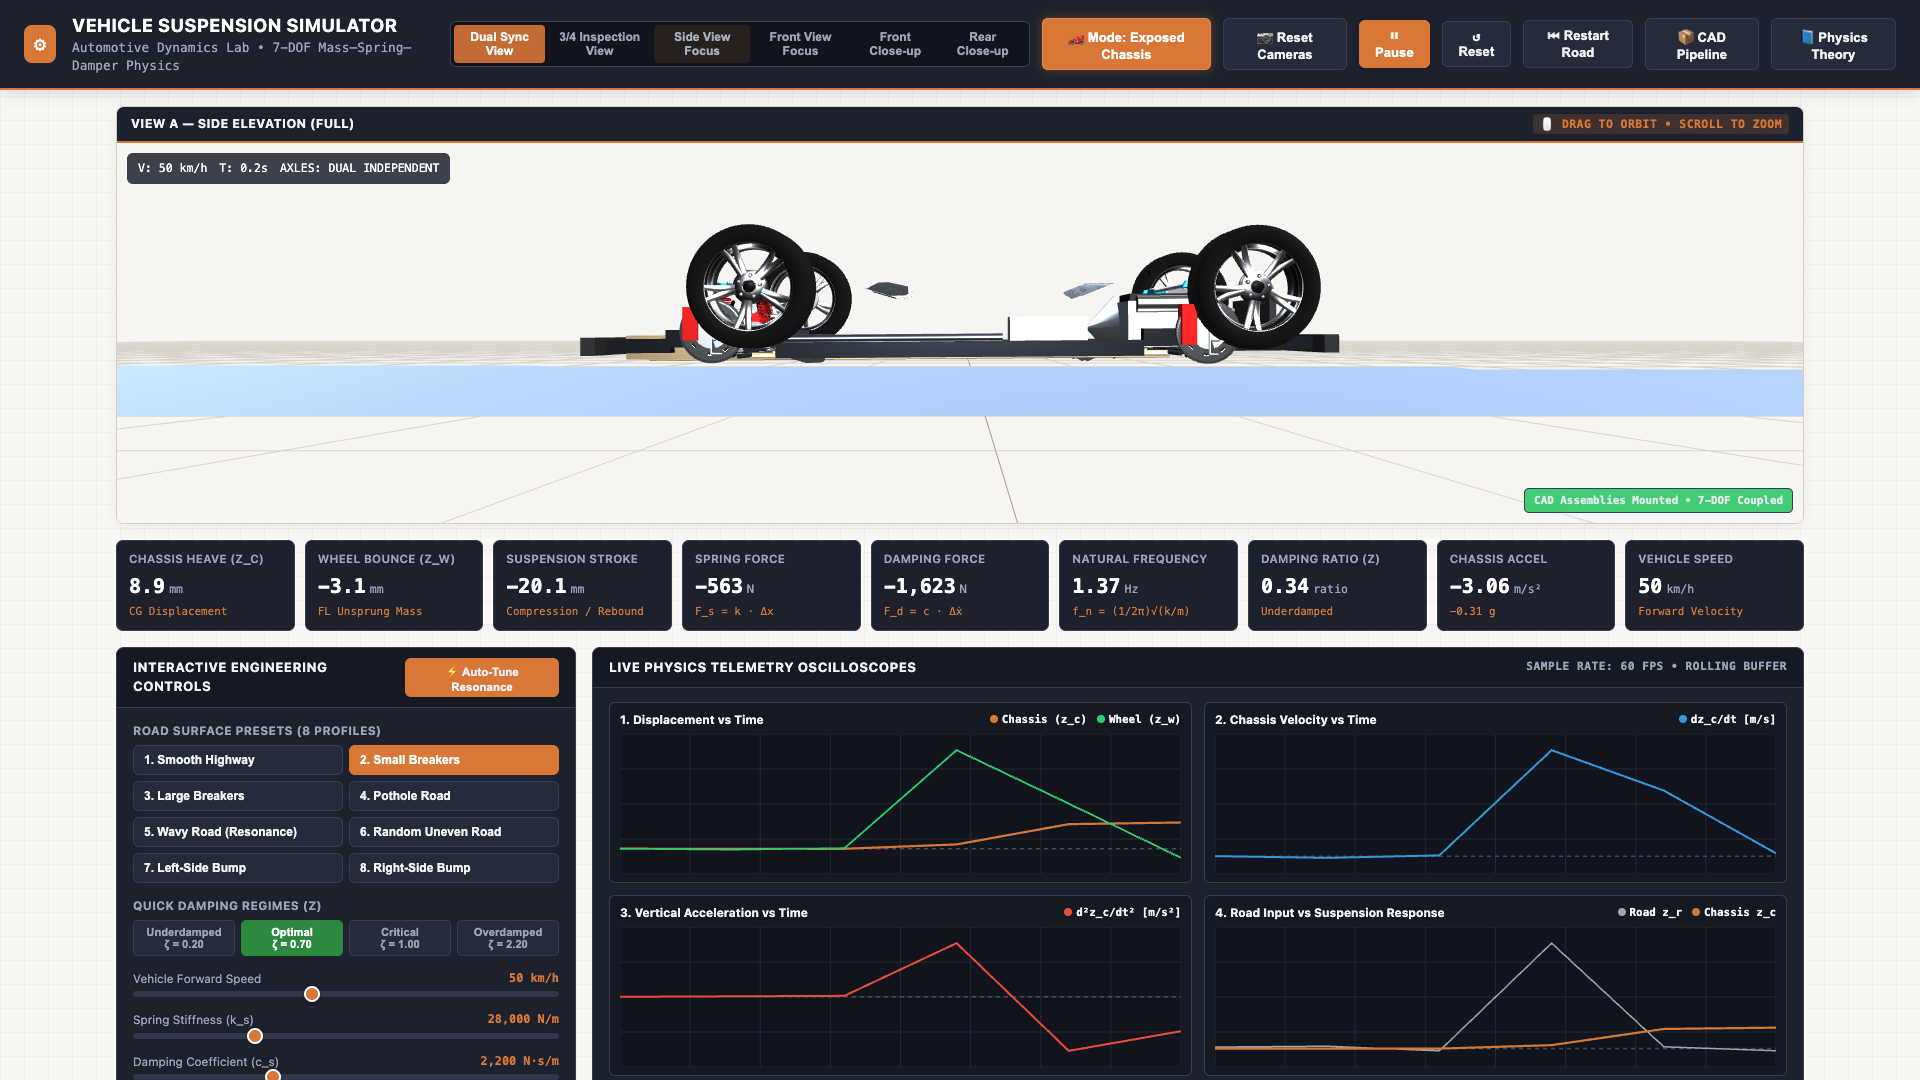 VEHICLE SUSPENSION SIMULATOR
Automotive Dynamics Lab • 7-DOF Mass-Spring-
Damper Physics
Dual Sync
View
3/4 Inspection
View
Side View
Focus
Front View
Focus
Front
Close-up
Rear
Close-up
Mode: Exposed
Chassis
Reset
Cameras
Pause
Reset
Restart
Road
CAD
Pipeline
Physics
Theory
VIEW A — SIDE ELEVATION (FULL)
DRAG TO ORBIT • SCROLL TO ZOOM
V: 50 km/h T: 0.2s AXLES: DUAL INDEPENDENT
CAD Assemblies Mounted • 7-DOF Coupled
CHASSIS HEAVE (Z_C)
8.9 mm
CG Displacement
WHEEL BOUNCE (Z_W)
-3.1 mm
FL Unsprung Mass
SUSPENSION STROKE
-20.1 mm
Compression / Rebound
SPRING FORCE
-563 N
F_s = k · Δx
DAMPING FORCE
-1,623 N
F_d = c · Δẋ
NATURAL FREQUENCY
1.37 Hz
f_n = (1/2π)√(k/m)
DAMPING RATIO (Ζ)
0.34 ratio
Underdamped
CHASSIS ACCEL
-3.06 m/s²
-0.31 g
VEHICLE SPEED
50 km/h
Forward Velocity
INTERACTIVE ENGINEERING
CONTROLS
⚡ Auto-Tune
Resonance
ROAD SURFACE PRESETS (8 PROFILES)
1. Smooth Highway
2. Small Breakers
3. Large Breakers
4. Pothole Road
5. Wavy Road (Resonance)
6. Random Uneven Road
7. Left-Side Bump
8. Right-Side Bump
QUICK DAMPING REGIMES (Ζ)
Underdamped
ζ = 0.20
Optimal
ζ = 0.70
Critical
ζ = 1.00
Overdamped
ζ = 2.20
Vehicle Forward Speed
50 km/h
Spring Stiffness (k_s)
28,000 N/m
Damping Coefficient (c_s)
2,200 N·s/m
LIVE PHYSICS TELEMETRY OSCILLOSCOPES
SAMPLE RATE: 60 FPS • ROLLING BUFFER
1. Displacement vs Time
Chassis (z_c)
Wheel (z_w)
2. Chassis Velocity vs Time
dz_c/dt [m/s]
3. Vertical Acceleration vs Time
d²z_c/dt² [m/s²]
4. Road Input vs Suspension Response
Road z_r
Chassis z_c